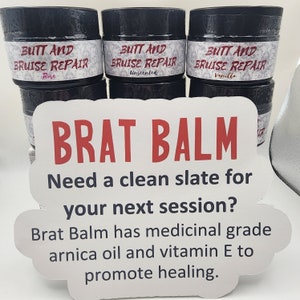 BUTT AND
BRUISE REPAIR
Rose
BUTT AND
BRUISE REPAIR
Unscented
BUTT AND
BRUISE REPAIR
Vanilla
BRAT BALM
Need a clean slate for
your next session?
Brat Balm has medicinal grade
arnica oil and vitamin E to
promote healing.